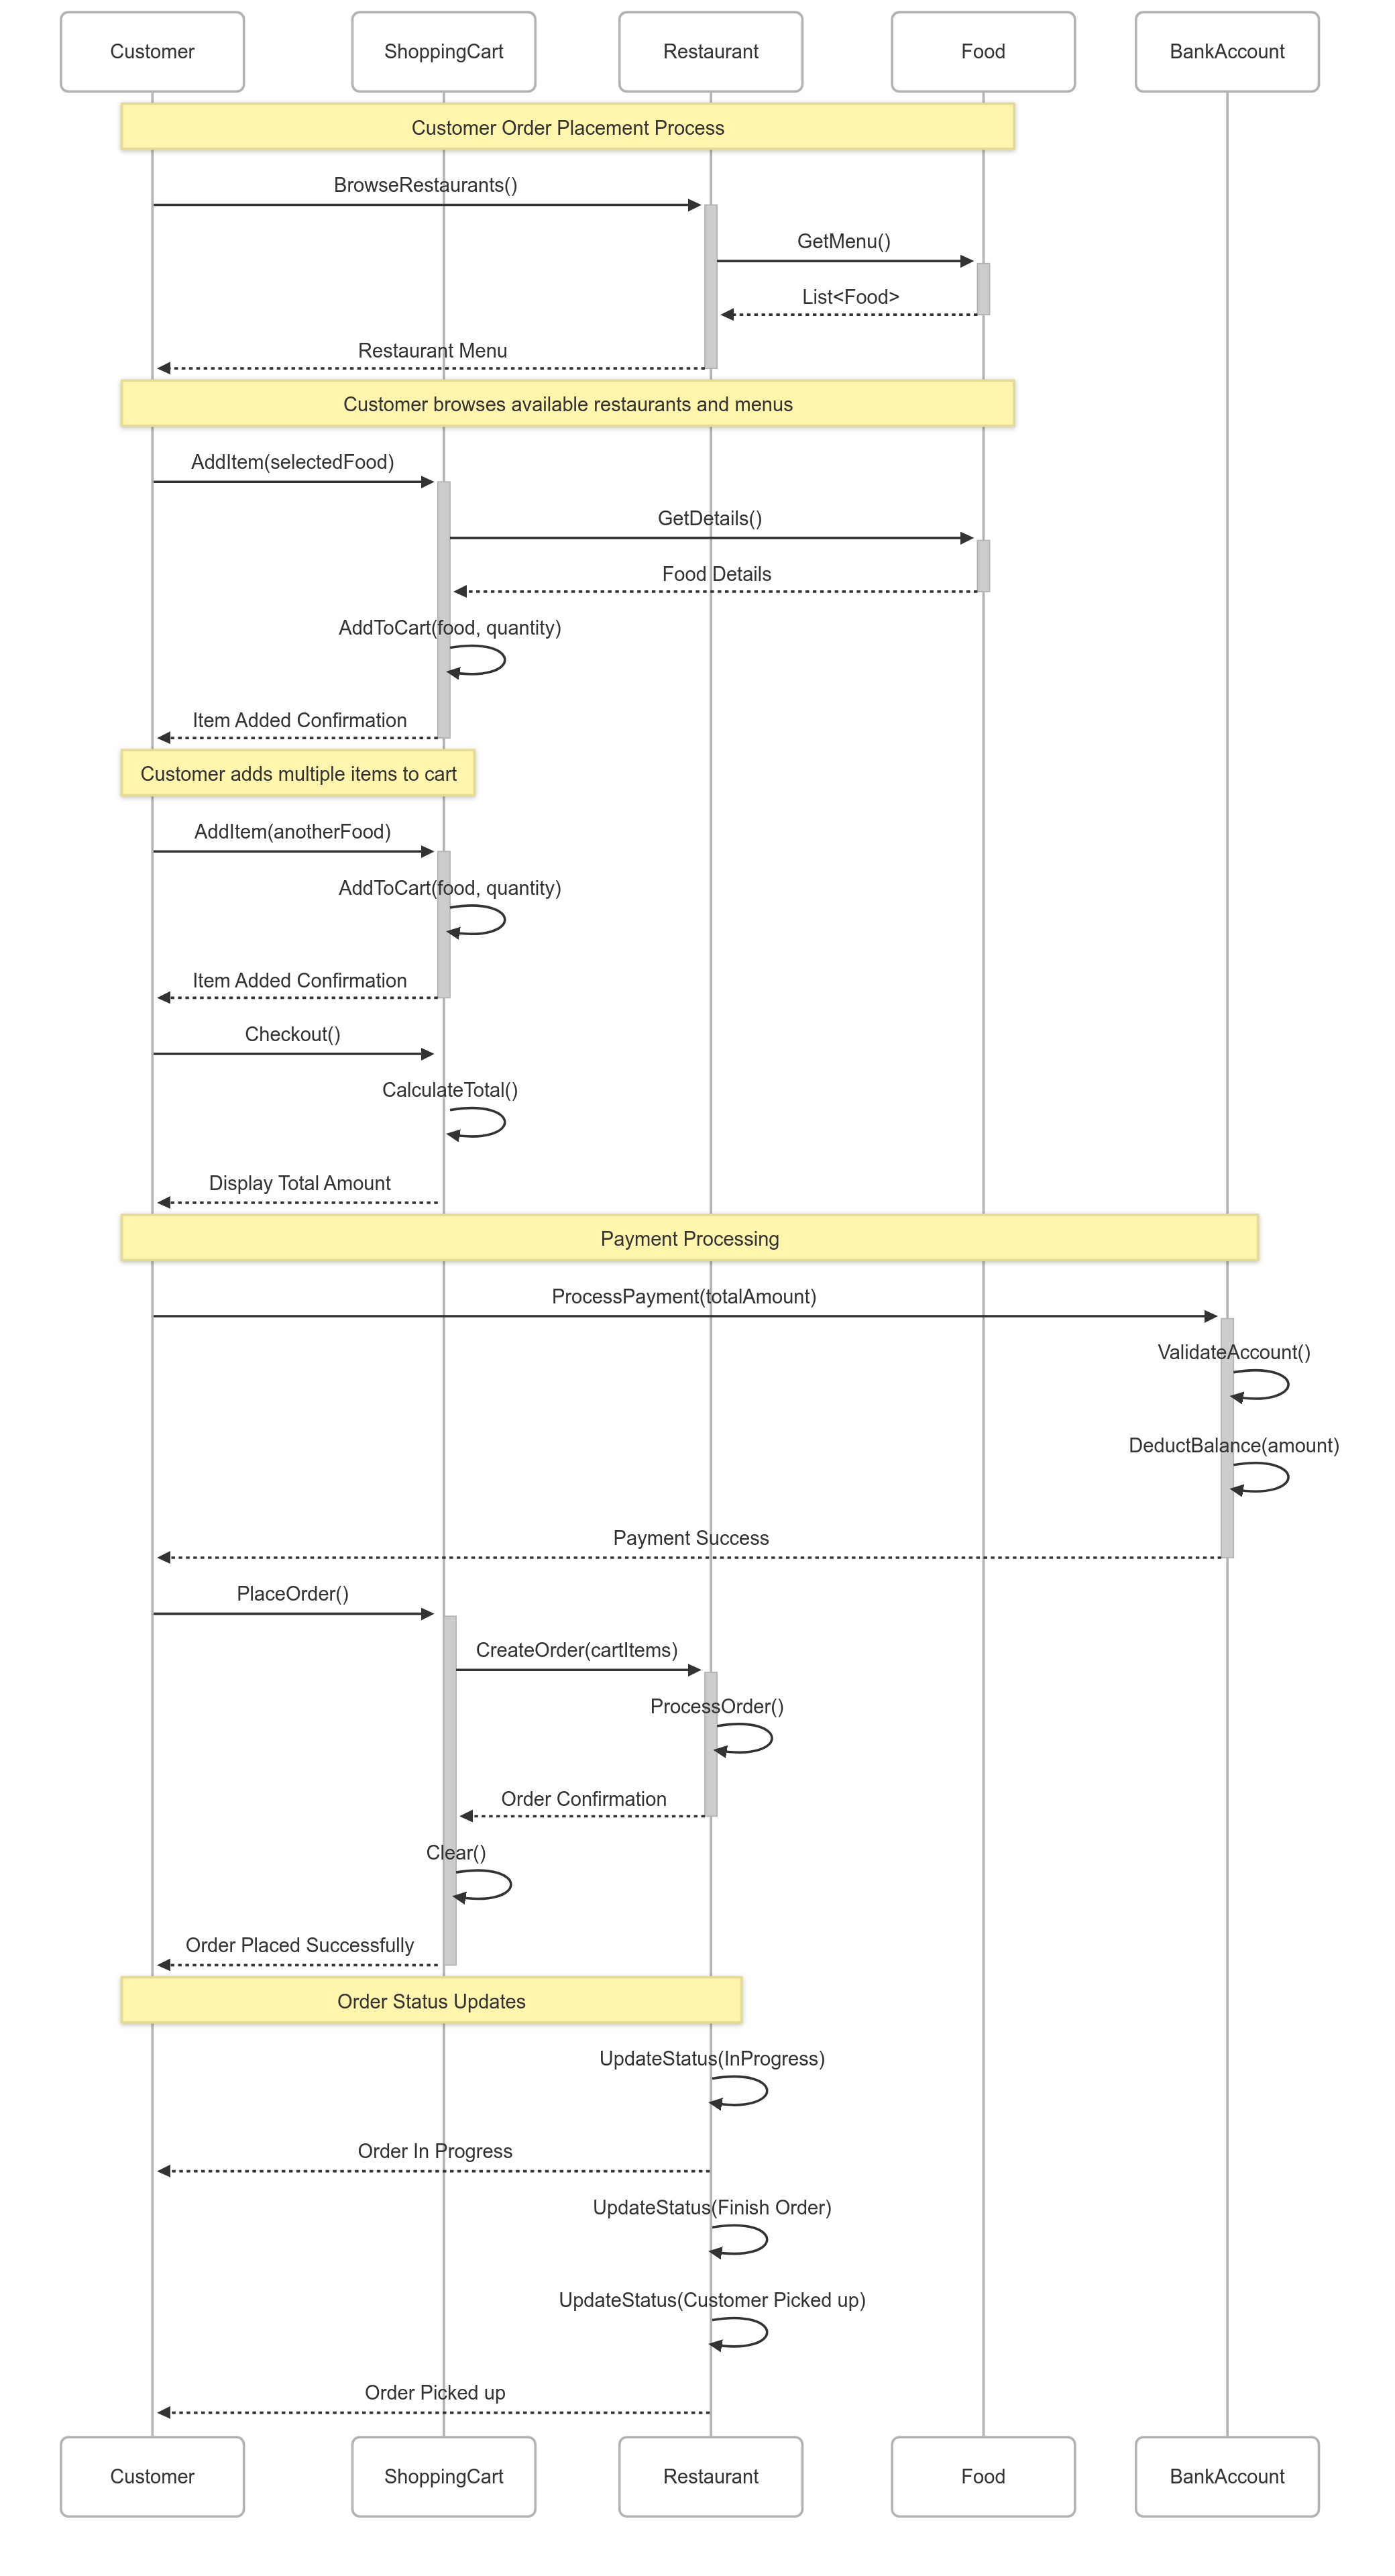 Customer
ShoppingCart
Restaurant
Food
BankAccount
Customer Order Placement Process
BrowseRestaurants()
GetMenu()
List<Food>
Restaurant Menu
Customer browses available restaurants and menus
AddItem(selectedFood)
GetDetails()
Food Details
AddToCart(food, quantity)
Item Added Confirmation
Customer adds multiple items to cart
AddItem(anotherFood)
AddToCart(food, quantity)
Item Added Confirmation
Checkout()
CalculateTotal()
Display Total Amount
Payment Processing
ProcessPayment(totalAmount)
ValidateAccount()
DeductBalance(amount)
Payment Success
PlaceOrder()
CreateOrder(cartItems)
ProcessOrder()
Order Confirmation
Clear()
Order Placed Successfully
Order Status Updates
UpdateStatus(InProgress)
Order In Progress
UpdateStatus(Finish Order)
UpdateStatus(Customer Picked up)
Order Picked up
Customer
ShoppingCart
Restaurant
Food
BankAccount